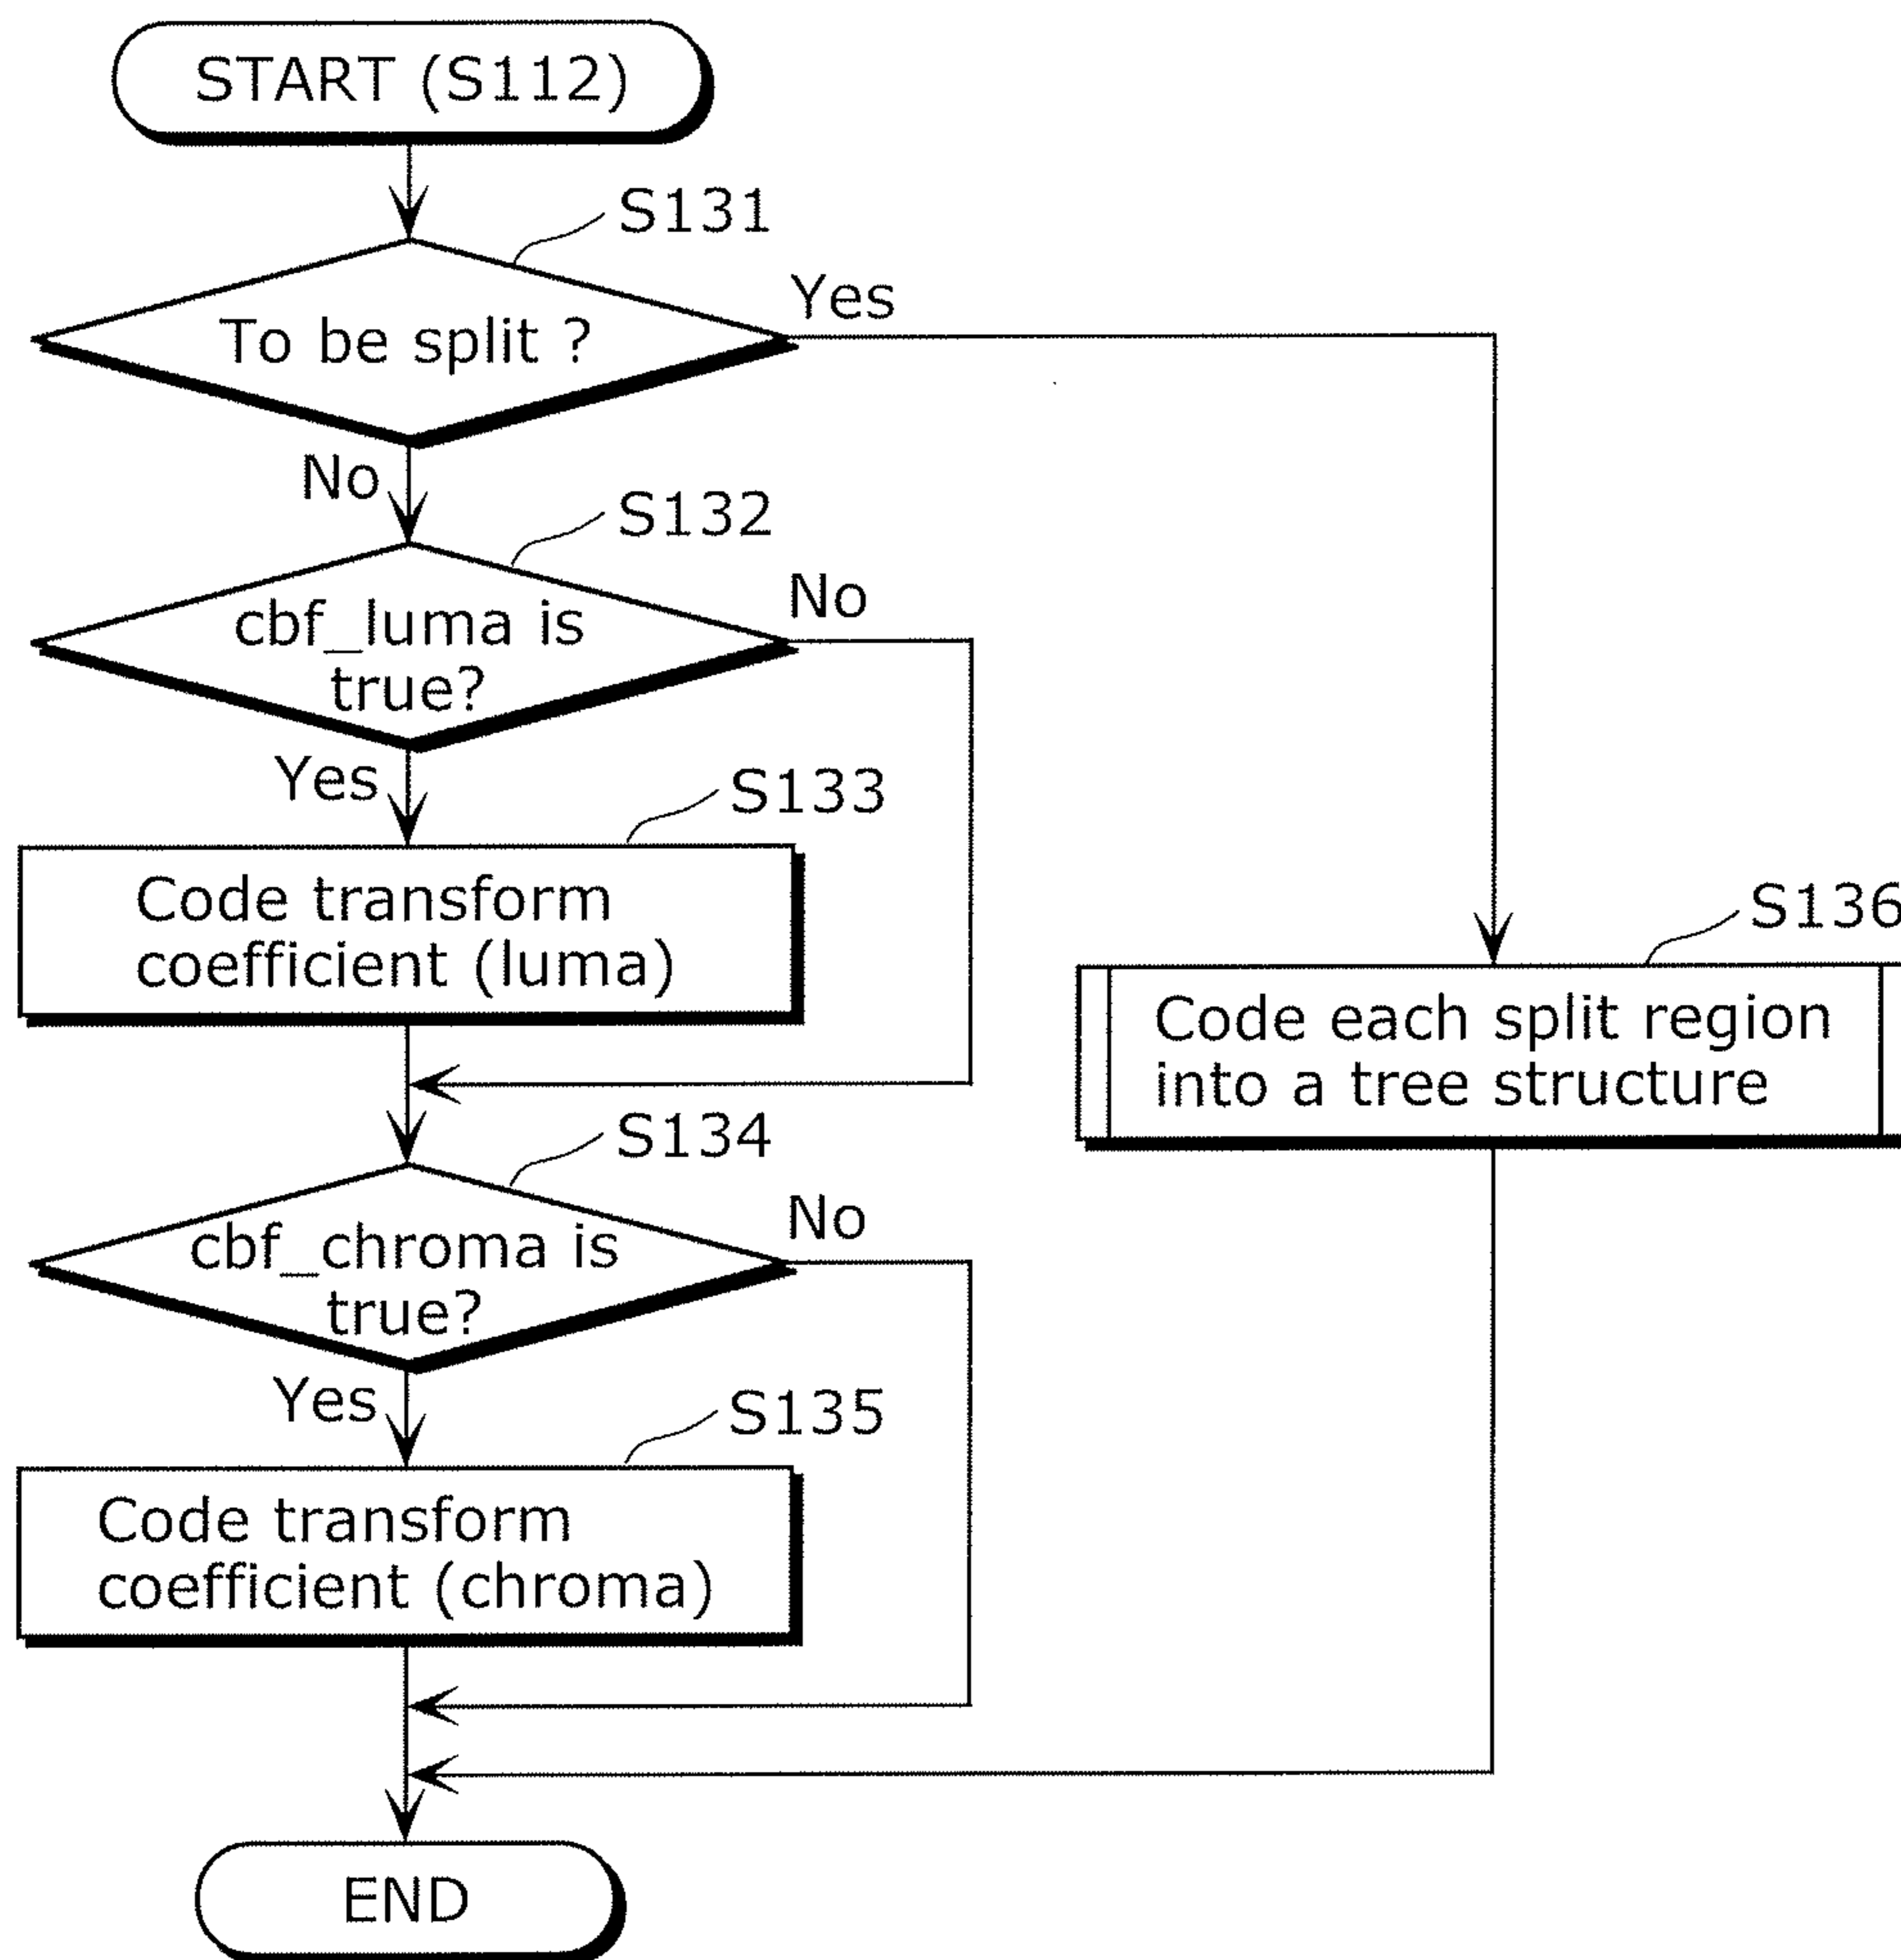 START (S112)
S131
Yes
To be split ?
No
S132
No
cbf_luma is
true?
Yes
S133
Code transform
coefficient (luma)
S136
Code each split region
into a tree structure
S134
No
cbf_chroma is
true?
Yes
S135
Code transform
coefficient (chroma)
END